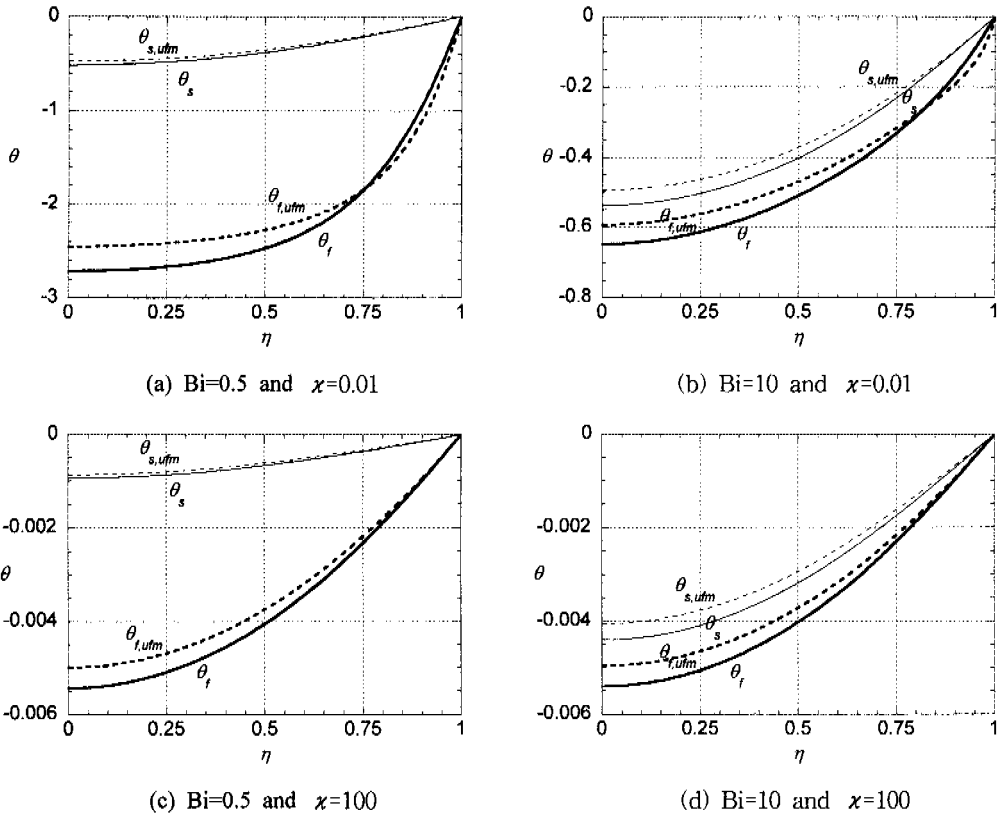 0
-1
-2
-3
θ
θs,ufm
θs
θf,ufm
θf
0 0.25 0.5 0.75 1
η
(a) Bi=0.5 and χ=0.01
0
-0.2
-0.4
-0.6
-0.8
θ
θs,ufm
θs
θf,ufm
θf
0 0.25 0.5 0.75 1
η
(b) Bi=10 and χ=0.01
0
-0.002
-0.004
-0.006
θ
θs,ufm
θs
θf,ufm
θf
0 0.25 0.5 0.75 1
η
(c) Bi=0.5 and χ=100
0
-0.002
-0.004
-0.006
θ
θs,ufm
θs
θf,ufm
θf
0 0.25 0.5 0.75 1
η
(d) Bi=10 and χ=100